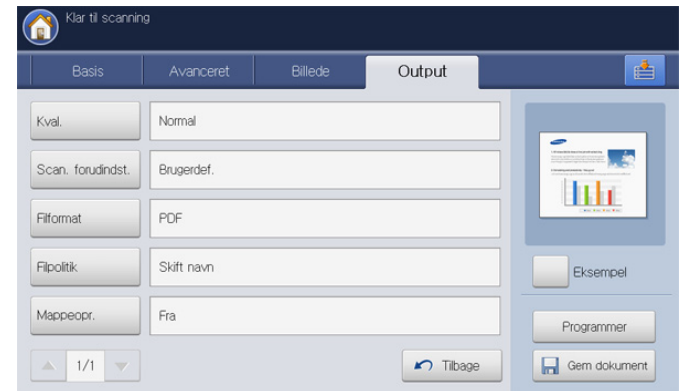 Klar til scanning
Basis
Avanceret
Billede
Output
Kval.
Normal
Scan. forudindst.
Brugerdef.
Filformat
PDF
Filpolitik
Skift navn
Mappeopr.
Fra
1/1
Tilbage
Eksempel
Programmer
Gem dokument